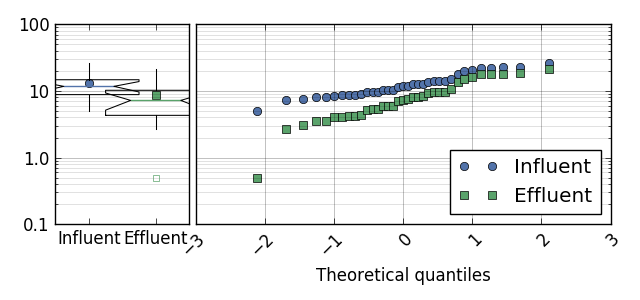 100
10
1.0
0.1
Influent Effluent
−3 −2 −1 0 1 2 3
Influent
Effluent
Theoretical quantiles